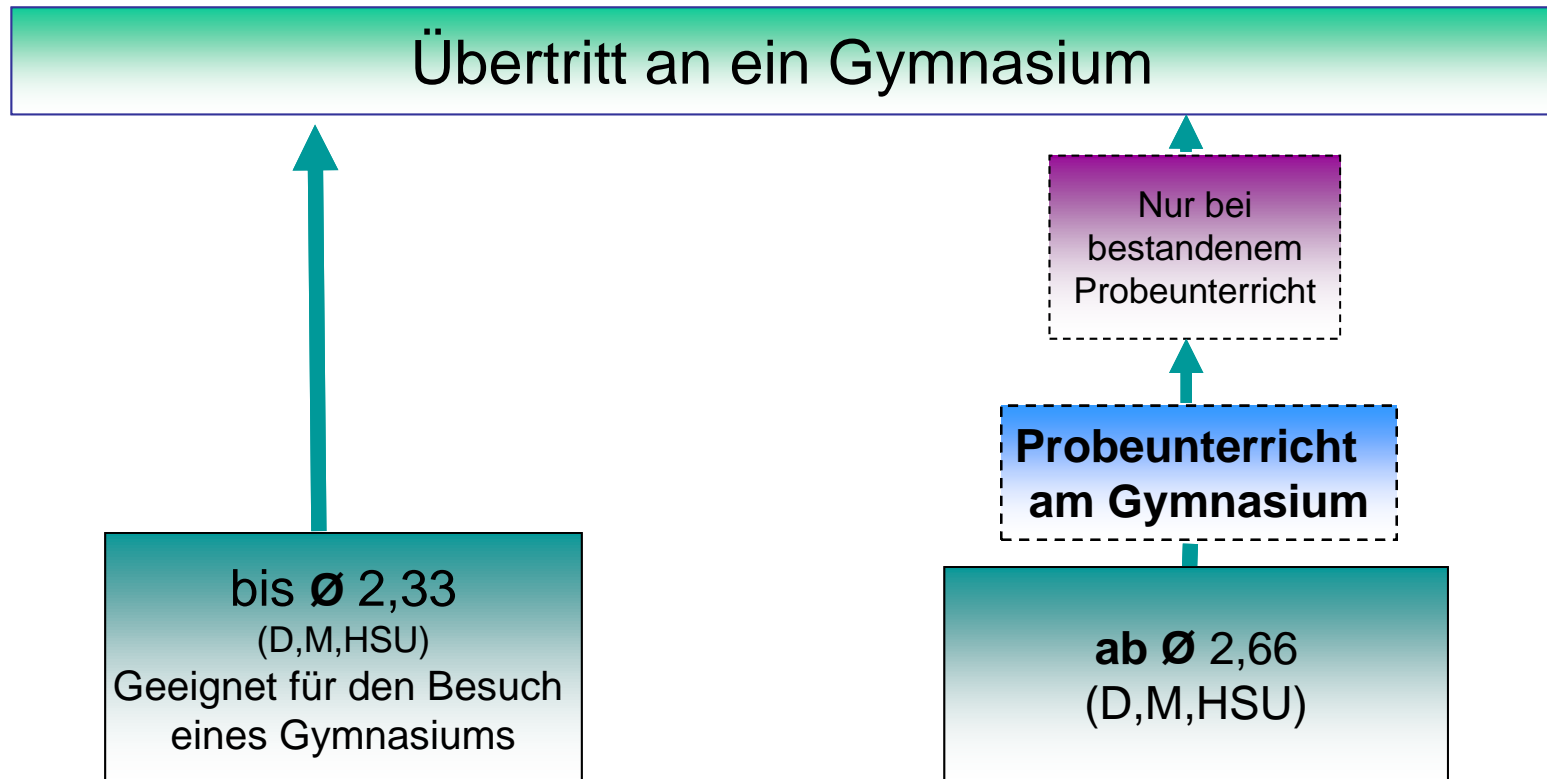 Übertritt an ein Gymnasium
Nur bei
bestandenem
Probeunterricht
Probeunterricht
am Gymnasium
bis Ø 2,33
(D,M,HSU)
Geeignet für den Besuch
eines Gymnasiums
ab Ø 2,66
(D,M,HSU)